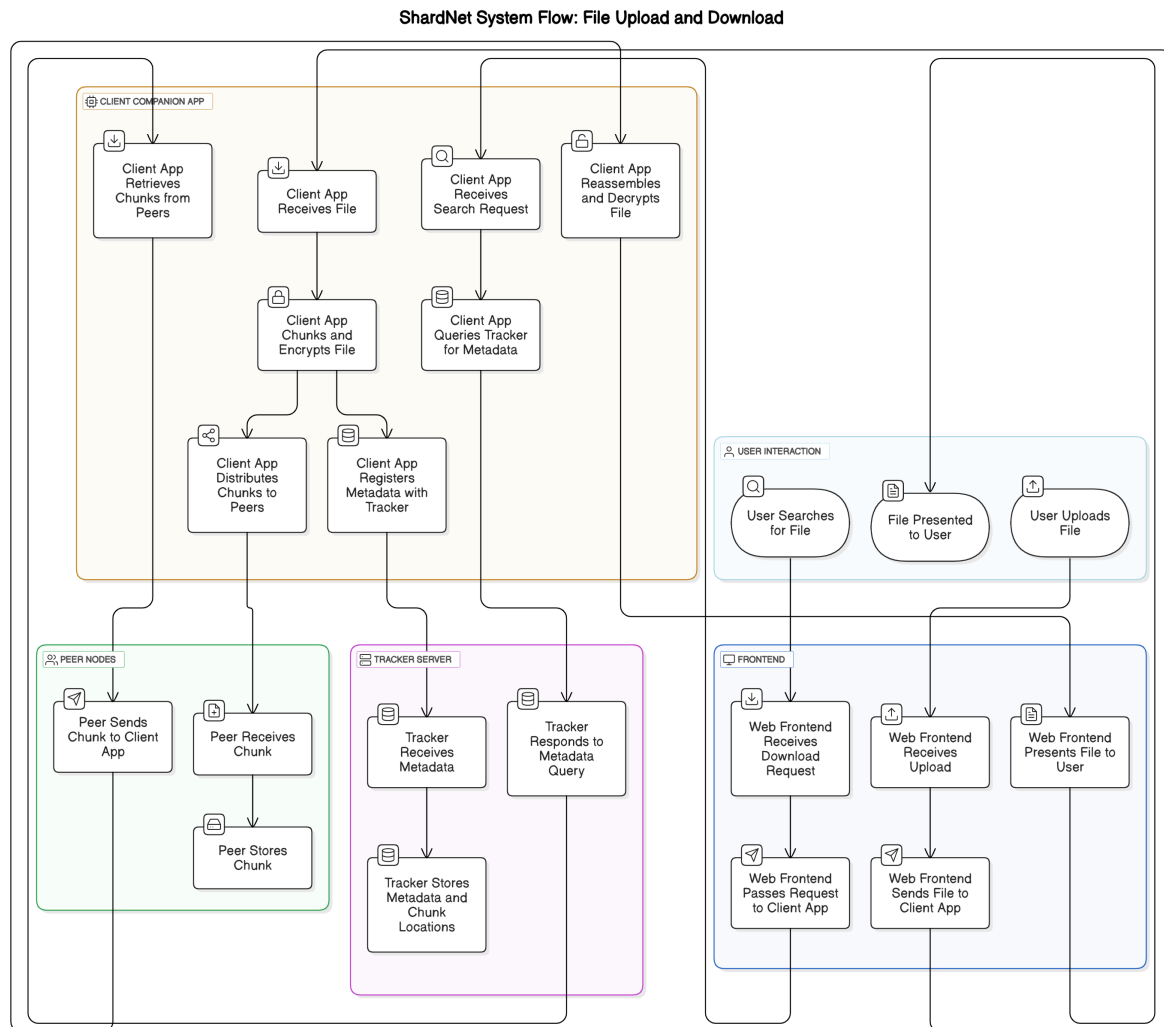 ShardNet System Flow: File Upload and Download
CLIENT COMPANION APP
Client App
Retrieves
Chunks from
Peers
Client App
Receives File
Client App
Receives
Search Request
Client App
Reassembles
and Decrypts
File
Client App
Chunks and
Encrypts File
Client App
Queries Tracker
for Metadata
Client App
Distributes
Chunks to
Peers
Client App
Registers
Metadata with
Tracker
USER INTERACTION
User Searches
for File
File Presented
to User
User Uploads
File
PEER NODES
Peer Sends
Chunk to Client
App
Peer Receives
Chunk
Peer Stores
Chunk
TRACKER SERVER
Tracker
Receives
Metadata
Tracker
Responds to
Metadata
Query
Tracker Stores
Metadata and
Chunk
Locations
FRONTEND
Web Frontend
Receives
Download
Request
Web Frontend
Receives
Upload
Web Frontend
Presents File to
User
Web Frontend
Passes Request
to Client App
Web Frontend
Sends File to
Client App